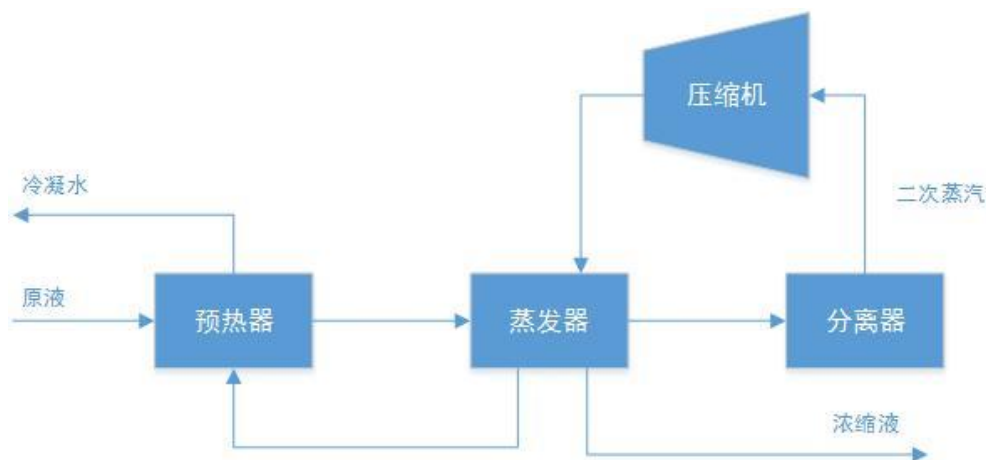 压缩机
冷凝水
二次蒸汽
原液
预热器
蒸发器
分离器
浓缩液